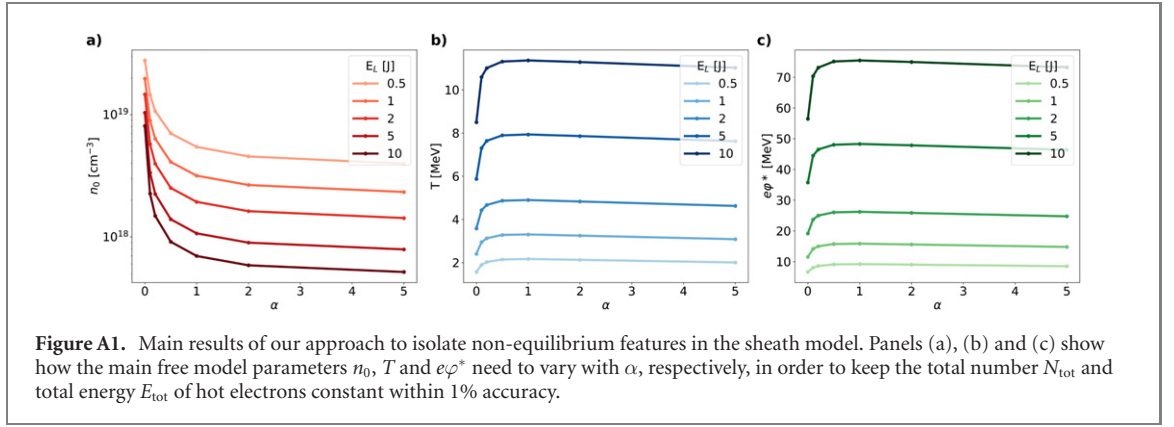 a)
E_L [J]
0.5
1
2
5
10
10^19
10^18
n_0 [cm^−3]
0 1 2 3 4 5
α
b)
E_L [J]
0.5
1
2
5
10
12
10
8
6
4
2
T [MeV]
0 1 2 3 4 5
α
c)
E_L [J]
0.5
1
2
5
10
70
60
50
40
30
20
10
eφ* [MeV]
0 1 2 3 4 5
α
Figure A1. Main results of our approach to isolate non-equilibrium features in the sheath model. Panels (a), (b) and (c) show
how the main free model parameters n_0, T and eφ* need to vary with α, respectively, in order to keep the total number N_tot and
total energy E_tot of hot electrons constant within 1% accuracy.